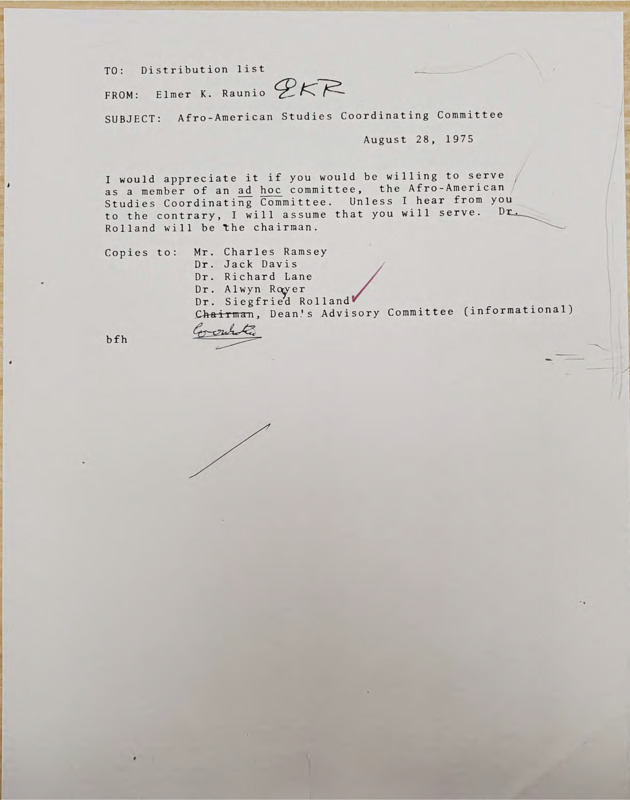 TO: Distribution list
FROM: Elmer K. Raunio EKR
SUBJECT: Afro-American Studies Coordinating Committee
August 28, 1975
I would appreciate it if you would be willing to serve
as a member of an ad hoc committee, the Afro-American
Studies Coordinating Committee. Unless I hear from you
to the contrary, I will assume that you will serve. Dr.
Rolland will be the chairman.
Copies to: Mr. Charles Ramsey
Dr. Jack Davis
Dr. Richard Lane
Dr. Alwyn Royer
Dr. Siegfried Rolland
Chairman, Dean's Advisory Committee (informational)
bfh